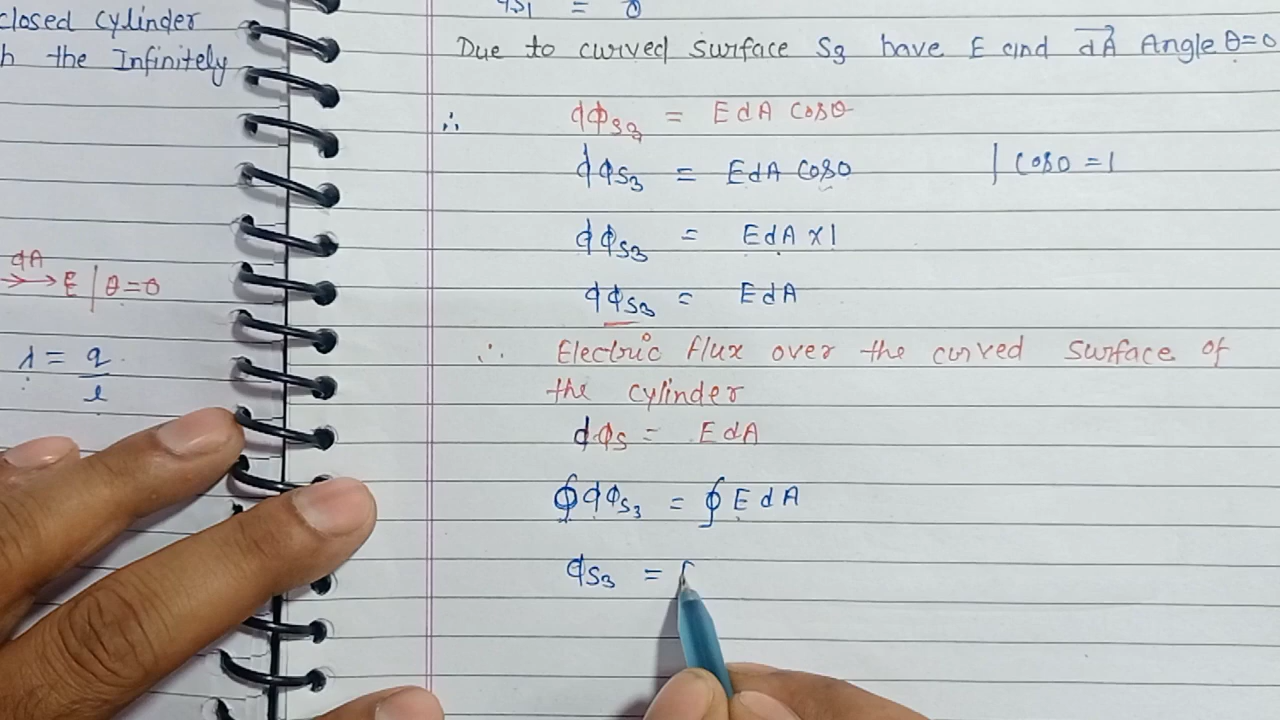 closed cylinder
h the Infinitely
dA
E | θ=0
λ = q
l
= 0
Due to curved surface S3 have E and dA Angle θ=0
∴ dΦS3 = EdA Cosθ
dΦS3 = EdA Cos0 | Cos0 = 1
dΦS3 = EdA x1
dΦS3 = EdA
∴ Electric flux over the curved surface of
the cylinder
dΦS = EdA
∮dΦS3 = ∮EdA
ΦS3 =